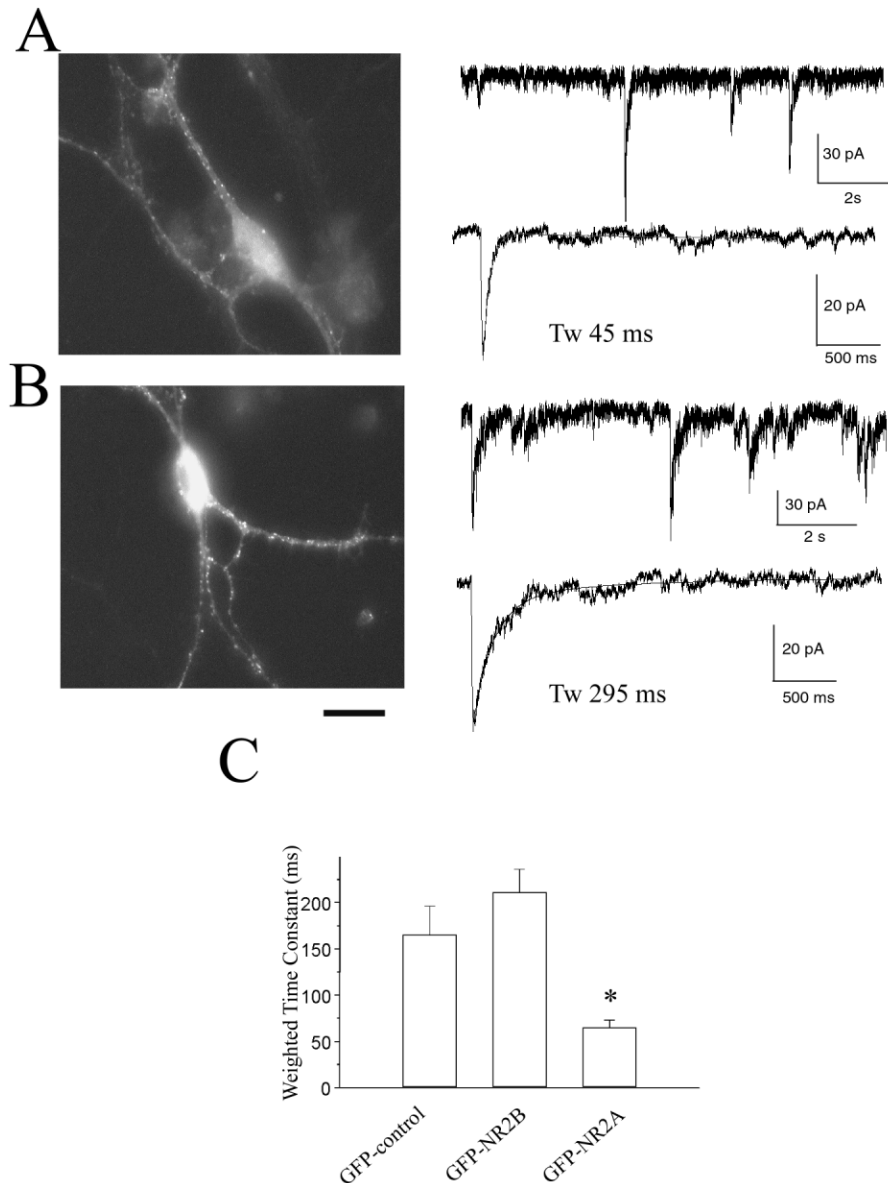 A
30 pA
2s
20 pA
500 ms
Tw 45 ms
B
30 pA
2 s
20 pA
500 ms
Tw 295 ms
C
Weighted Time Constant (ms)
200
150
100
50
0
*
GFP-control
GFP-NR2B
GFP-NR2A